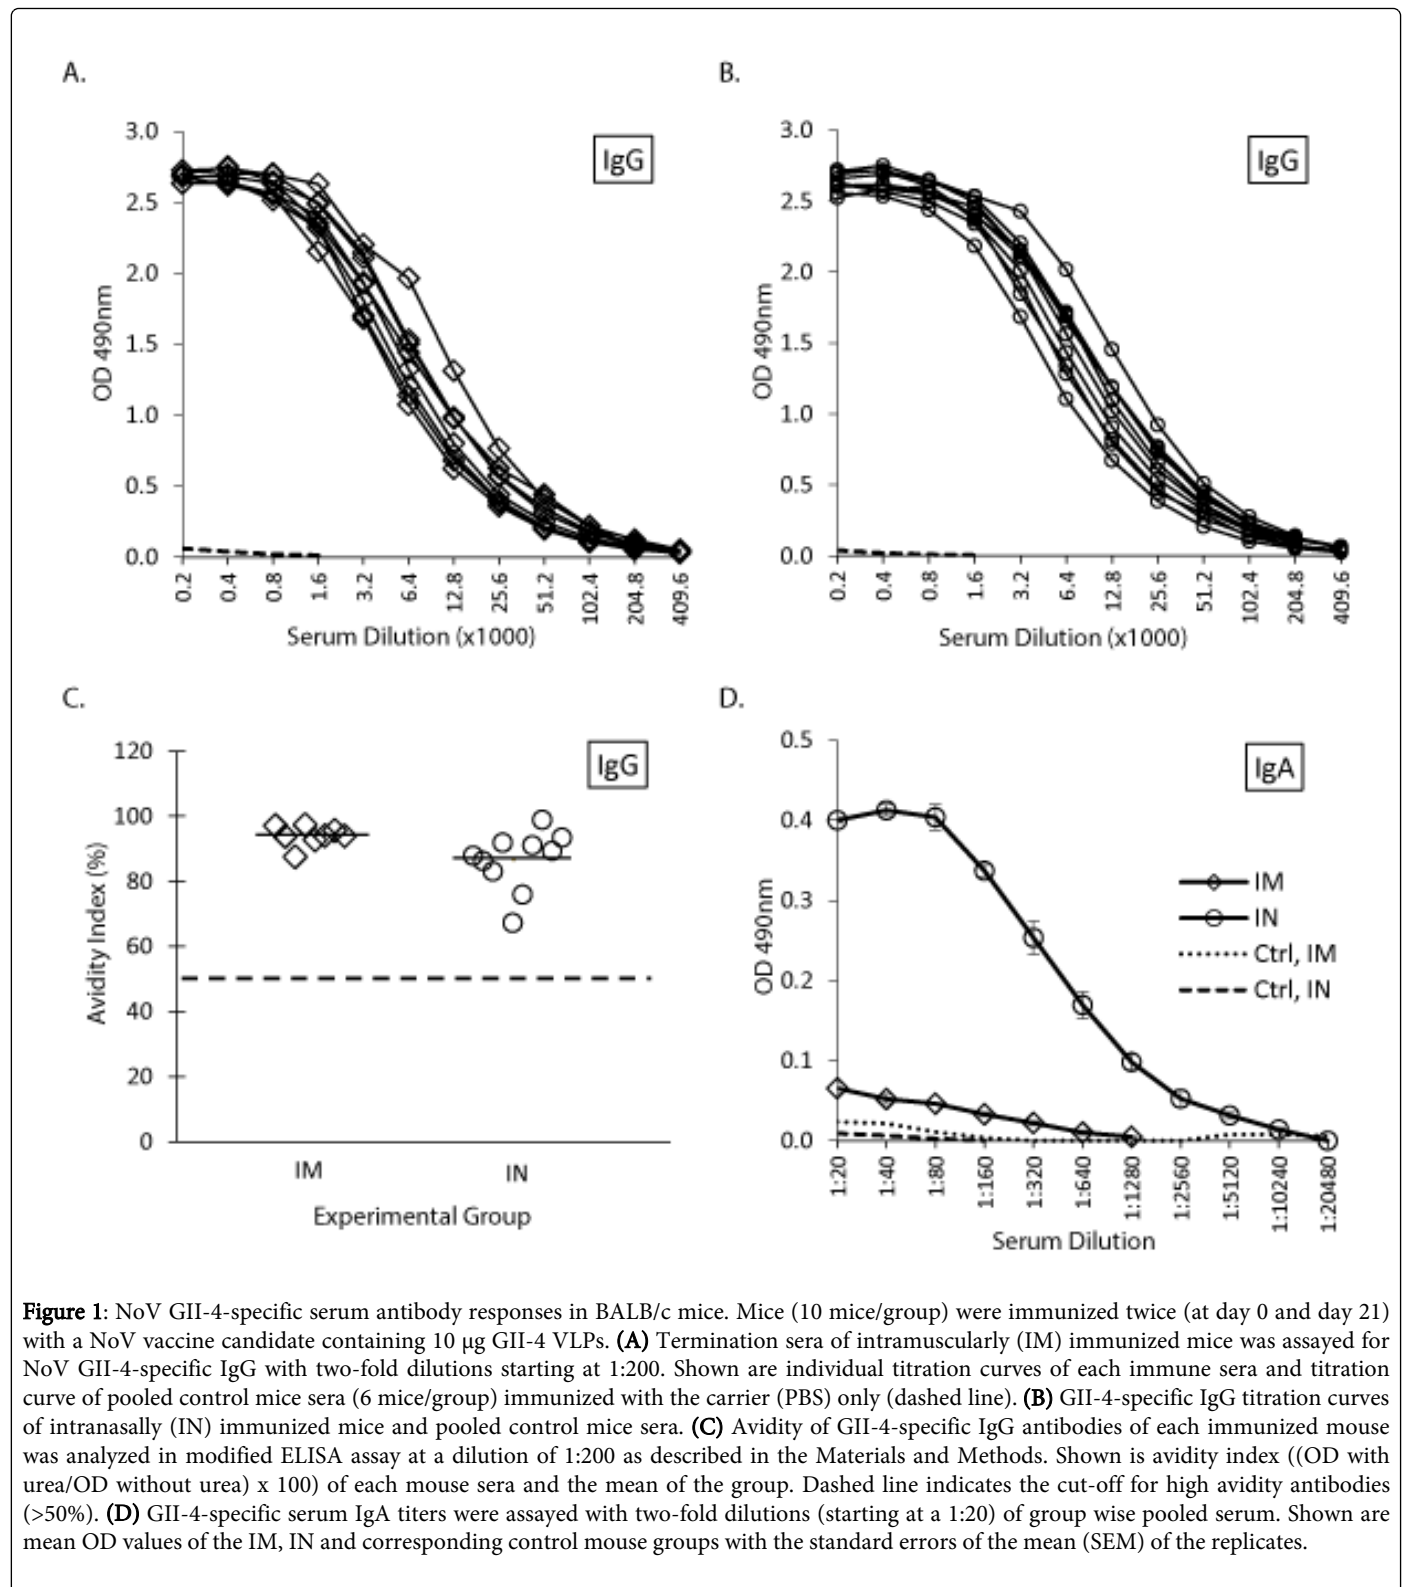 A.
IgG
3.0
2.5
2.0
1.5
1.0
0.5
0.0
OD 490nm
0.2 0.4 0.8 1.6 3.2 6.4 12.8 25.6 51.2 102.4 204.8 409.6
Serum Dilution (x1000)
B.
IgG
3.0
2.5
2.0
1.5
1.0
0.5
0.0
OD 490nm
0.2 0.4 0.8 1.6 3.2 6.4 12.8 25.6 51.2 102.4 204.8 409.6
Serum Dilution (x1000)
C.
IgG
120
100
80
60
40
20
0
Avidity Index (%)
IM IN
Experimental Group
D.
IgA
0.5
0.4
0.3
0.2
0.1
0.0
OD 490nm
IM
IN
Ctrl, IM
Ctrl, IN
1:20 1:40 1:80 1:160 1:320 1:640 1:1280 1:2560 1:5120 1:10240 1:20480
Serum Dilution
Figure 1: NoV GII-4-specific serum antibody responses in BALB/c mice. Mice (10 mice/group) were immunized twice (at day 0 and day 21)
with a NoV vaccine candidate containing 10 µg GII-4 VLPs. (A) Termination sera of intramuscularly (IM) immunized mice was assayed for
NoV GII-4-specific IgG with two-fold dilutions starting at 1:200. Shown are individual titration curves of each immune sera and titration
curve of pooled control mice sera (6 mice/group) immunized with the carrier (PBS) only (dashed line). (B) GII-4-specific IgG titration curves
of intranasally (IN) immunized mice and pooled control mice sera. (C) Avidity of GII-4-specific IgG antibodies of each immunized mouse
was analyzed in modified ELISA assay at a dilution of 1:200 as described in the Materials and Methods. Shown is avidity index ((OD with
urea/OD without urea) x 100) of each mouse sera and the mean of the group. Dashed line indicates the cut-off for high avidity antibodies
(>50%). (D) GII-4-specific serum IgA titers were assayed with two-fold dilutions (starting at a 1:20) of group wise pooled serum. Shown are
mean OD values of the IM, IN and corresponding control mouse groups with the standard errors of the mean (SEM) of the replicates.